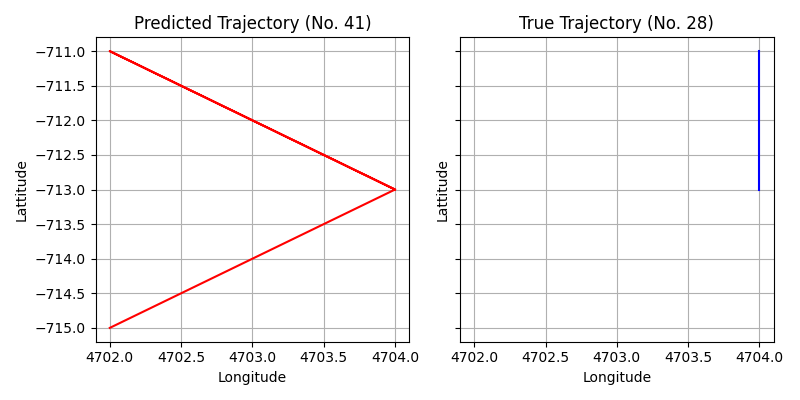 Predicted Trajectory (No. 41)
True Trajectory (No. 28)
−711.0
−711.5
−712.0
−712.5
−713.0
−713.5
−714.0
−714.5
−715.0
Lattitude
Lattitude
4702.0 4702.5 4703.0 4703.5 4704.0
4702.0 4702.5 4703.0 4703.5 4704.0
Longitude
Longitude